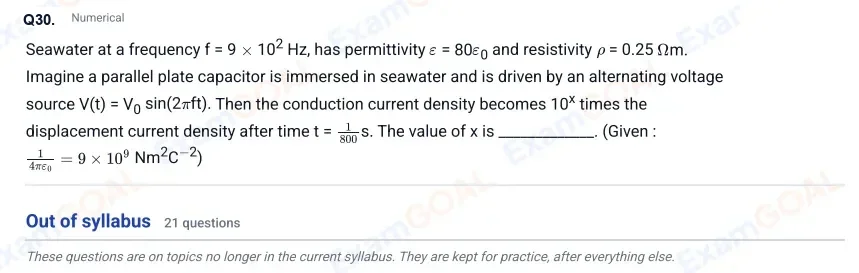 Q30. Numerical
Seawater at a frequency f = 9 × 10² Hz, has permittivity ε = 80ε₀ and resistivity ρ = 0.25 Ωm.
Imagine a parallel plate capacitor is immersed in seawater and is driven by an alternating voltage
source V(t) = V₀ sin(2πft). Then the conduction current density becomes 10ˣ times the
displacement current density after time t = 1/800 s. The value of x is ____________. (Given :
1/4πε₀ = 9 × 10⁹ Nm²C⁻²)
Out of syllabus 21 questions
These questions are on topics no longer in the current syllabus. They are kept for practice, after everything else.